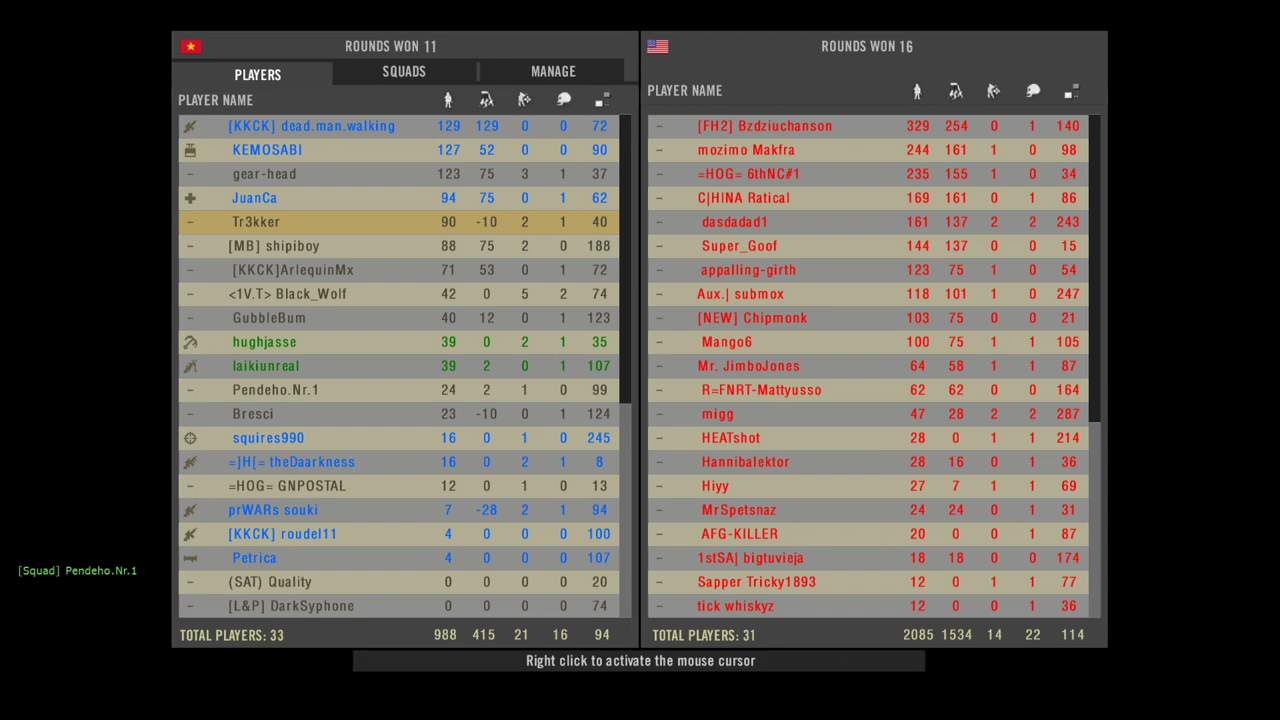 ROUNDS WON 11
PLAYERS SQUADS MANAGE
PLAYER NAME
[KKCK] dead.man.walking 129 129 0 0 72
KEMOSABI 127 52 0 0 90
gear-head 123 75 3 1 37
JuanCa 94 75 0 1 62
Tr3kker 90 -10 2 1 40
[MB] shipiboy 88 75 2 0 188
[KKCK]ArlequinMx 71 53 0 1 72
<1V.T> Black_Wolf 42 0 5 2 74
GubbleBum 40 12 0 1 123
hughjasse 39 0 2 1 35
laikiunreal 39 2 0 1 107
Pendeho.Nr.1 24 2 1 0 99
Bresci 23 -10 0 1 124
squires990 16 0 1 0 245
=]H[= theDaarkness 16 0 2 1 8
=HOG= GNPOSTAL 12 0 1 0 13
prWARs souki 7 -28 2 1 94
[KKCK] roudel11 4 0 0 0 100
Petrica 4 0 0 0 107
(SAT) Quality 0 0 0 0 20
[L&P] DarkSyphone 0 0 0 0 74
TOTAL PLAYERS: 33 988 415 21 16 94
ROUNDS WON 16
PLAYER NAME
[FH2] Bzdziuchanson 329 254 0 1 140
mozimo Makfra 244 161 1 0 98
=HOG= 6thNC#1 235 155 1 0 34
C|HINA Ratical 169 161 0 1 86
dasdadad1 161 137 2 2 243
Super_Goof 144 137 0 0 15
appalling-girth 123 75 0 1 54
Aux.| submox 118 101 1 0 247
[NEW] Chipmonk 103 75 0 0 21
Mango6 100 75 1 1 105
Mr. JimboJones 64 58 1 1 87
R=FNRT-Mattyusso 62 62 0 0 164
migg 47 28 2 2 287
HEATshot 28 0 1 1 214
Hannibalektor 28 16 0 1 36
Hiyy 27 7 1 1 69
MrSpetsnaz 24 24 0 1 31
AFG-KILLER 20 0 0 1 87
1stSA| bigtuvieja 18 18 0 0 174
Sapper Tricky1893 12 0 1 1 77
tick whiskyz 12 0 0 1 36
TOTAL PLAYERS: 31 2085 1534 14 22 114
[Squad] Pendeho.Nr.1
Right click to activate the mouse cursor